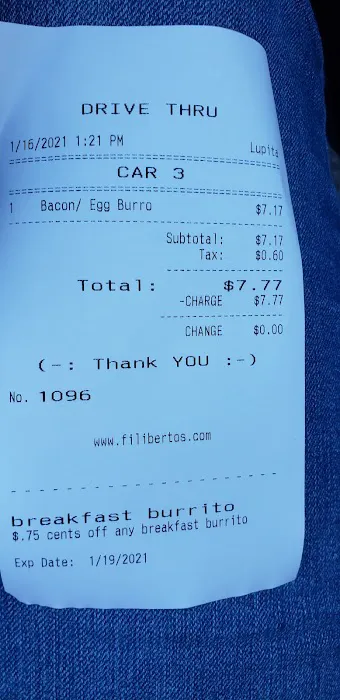 DRIVE THRU
1/16/2021 1:21 PM Lupita
CAR 3
1 Bacon/ Egg Burro $7.17
Subtotal: $7.17
Tax: $0.60
Total: $7.77
-CHARGE $7.77
CHANGE $0.00
(-: Thank YOU :-)
No. 1096
www.filibertos.com
breakfast burrito
$.75 cents off any breakfast burrito
Exp Date: 1/19/2021